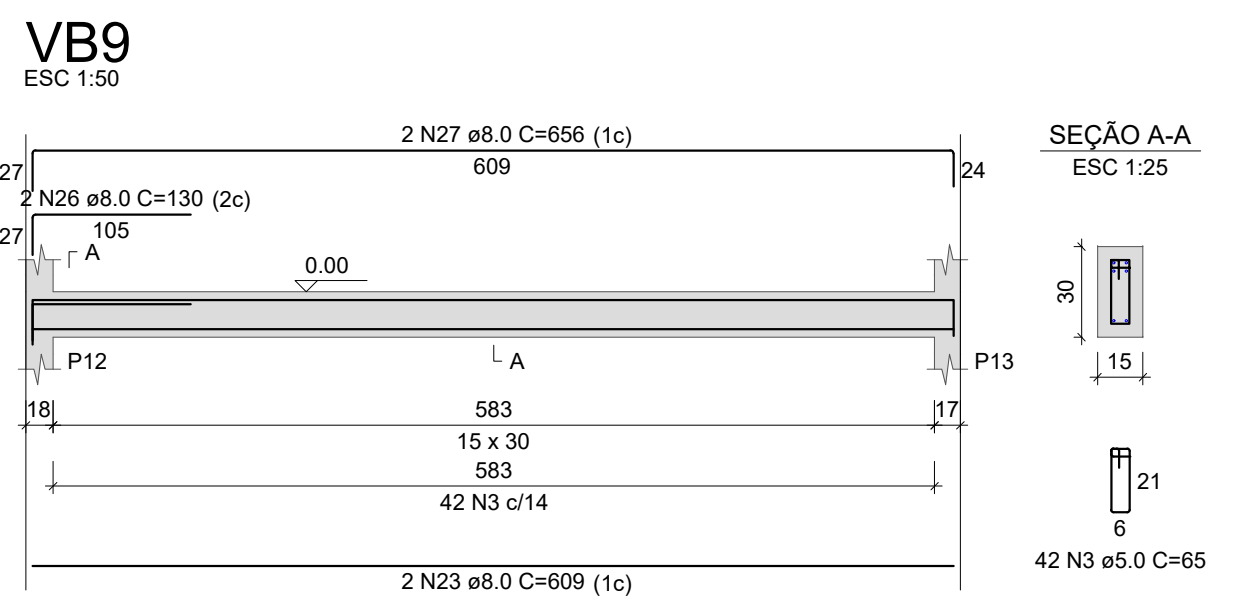 VB9
ESC 1:50
2 N27 ø8.0 C=656 (1c)
609
27
24
2 N26 ø8.0 C=130 (2c)
105
27
A
0.00
P12
A
P13
18
583
17
15 x 30
583
42 N3 c/14
2 N23 ø8.0 C=609 (1c)
SEÇÃO A-A
ESC 1:25
30
15
21
6
42 N3 ø5.0 C=65